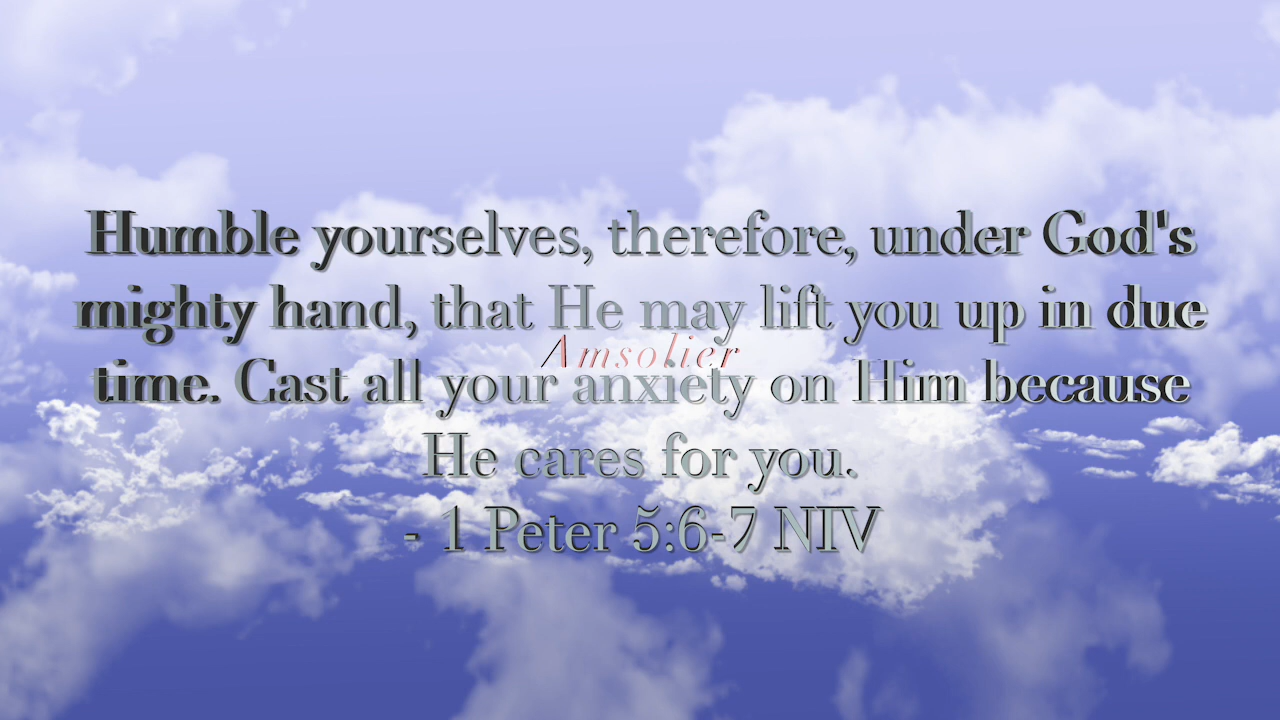 Humble yourselves, therefore, under God's
mighty hand, that He may lift you up in due
Amsolier
time. Cast all your anxiety on Him because
He cares for you.
- 1 Peter 5:6-7 NIV